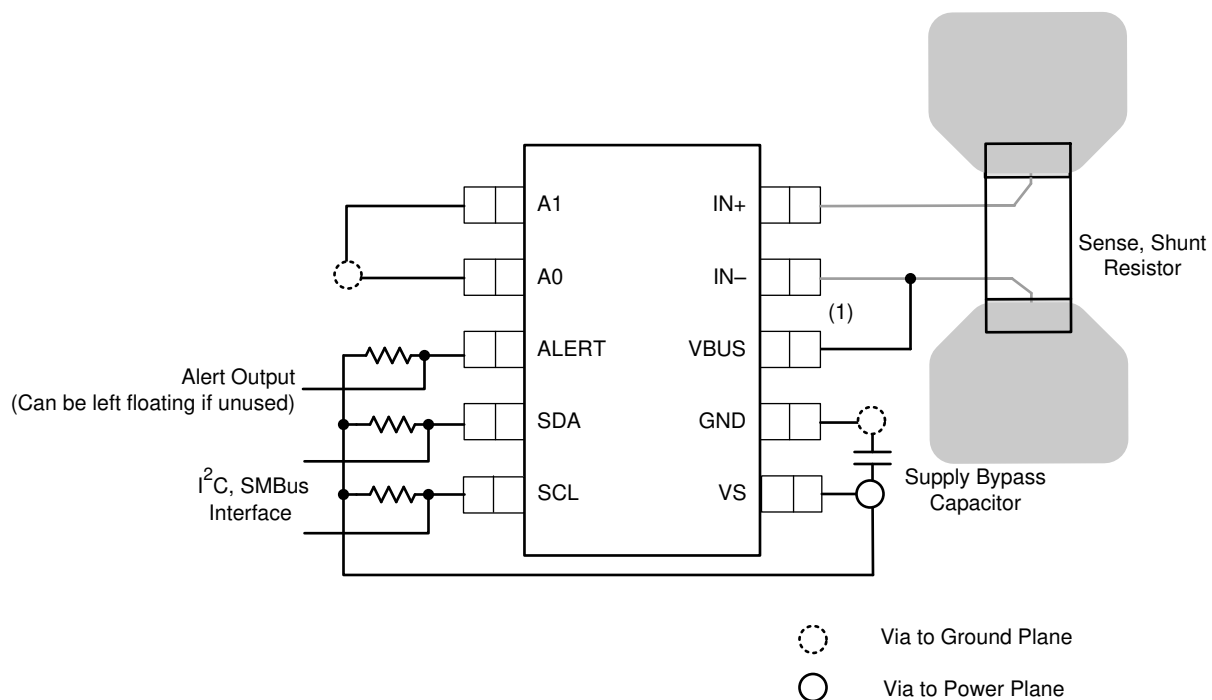 A1
IN+
Sense, Shunt
Resistor
A0
IN–
(1)
ALERT
VBUS
Alert Output
(Can be left floating if unused)
SDA
GND
I²C, SMBus
Interface
SCL
VS
Supply Bypass
Capacitor
Via to Ground Plane
Via to Power Plane